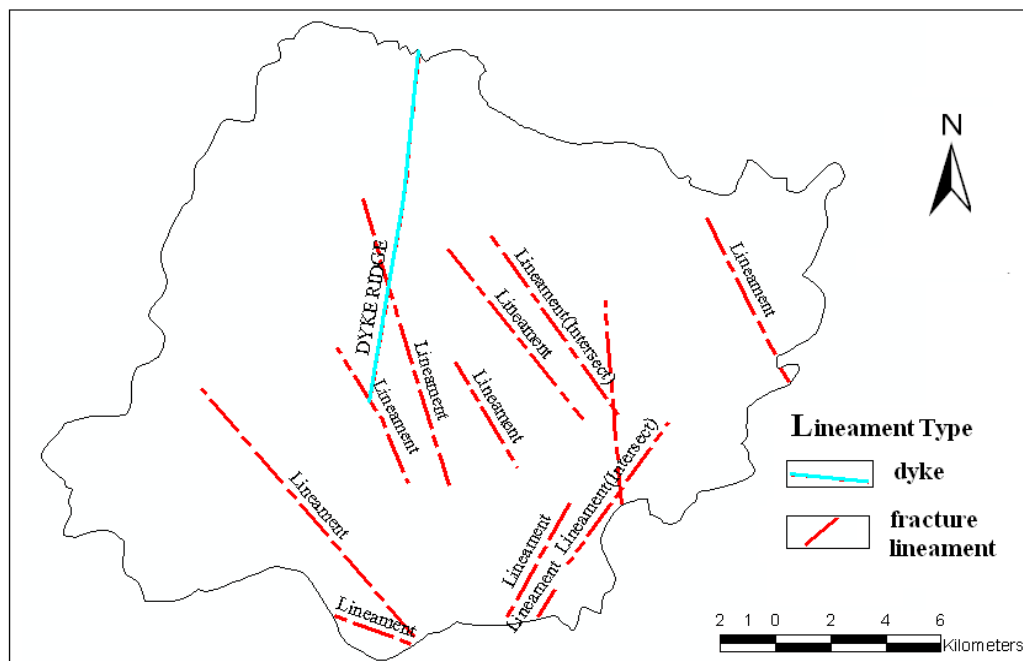 N
Lineament
DYKE RIDGE
Lineament(Intersect)
Lineament
Lineament
Lineament
Lineament
Lineament
Lineament(Intersect)
Lineament
Lineament
Lineament
Lineament Type
dyke
fracture
lineament
2 1 0 2 4 6
Kilometers